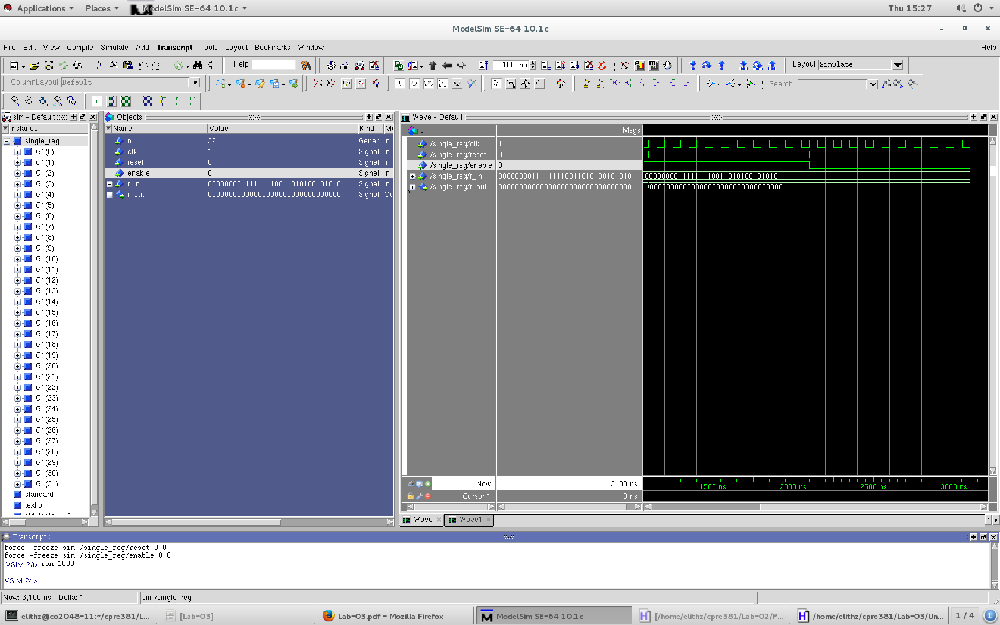 Applications Places ModelSim SE-64 10.1c Thu 15:27
ModelSim SE-64 10.1c
File Edit View Compile Simulate Add Transcript Tools Layout Bookmarks Window Help
Help 100 ns Layout Simulate
ColumnLayout Default Search:
sim - Default
Instance
single_reg
G1(0)
G1(1)
G1(2)
G1(3)
G1(4)
G1(5)
G1(6)
G1(7)
G1(8)
G1(9)
G1(10)
G1(11)
G1(12)
G1(13)
G1(14)
G1(15)
G1(16)
G1(17)
G1(18)
G1(19)
G1(20)
G1(21)
G1(22)
G1(23)
G1(24)
G1(25)
G1(26)
G1(27)
G1(28)
G1(29)
G1(30)
G1(31)
standard
textio
std_logic_1164
Objects
Name Value Kind Mo
n 32 Gener... In
clk 1 Signal In
reset 0 Signal In
enable 0 Signal In
r_in 00000000111111110011010100101010 Signal In
r_out 00000000000000000000000000000000 Signal Ou
Wave - Default
Msgs
/single_reg/clk 1
/single_reg/reset 0
/single_reg/enable 0
/single_reg/r_in 00000000111111110011010100101010 00000000111111110011010100101010
/single_reg/r_out 00000000000000000000000000000000 00000000000000000000000000000000
Now 3100 ns 1500 ns 2000 ns 2500 ns 3000 ns
Cursor 1 0 ns
Wave Wave1
Transcript
force -freeze sim:/single_reg/reset 0 0
force -freeze sim:/single_reg/enable 0 0
VSIM 23> run 1000
VSIM 24>
Now: 3,100 ns Delta: 1 sim:/single_reg
elithz@co2048-11:~/cpre381/L... [Lab-03] Lab-03.pdf - Mozilla Firefox ModelSim SE-64 10.1c [/home/elithz/cpre381/Lab-02/P... /home/elithz/cpre381/Lab-03/Un... 1 / 4 1